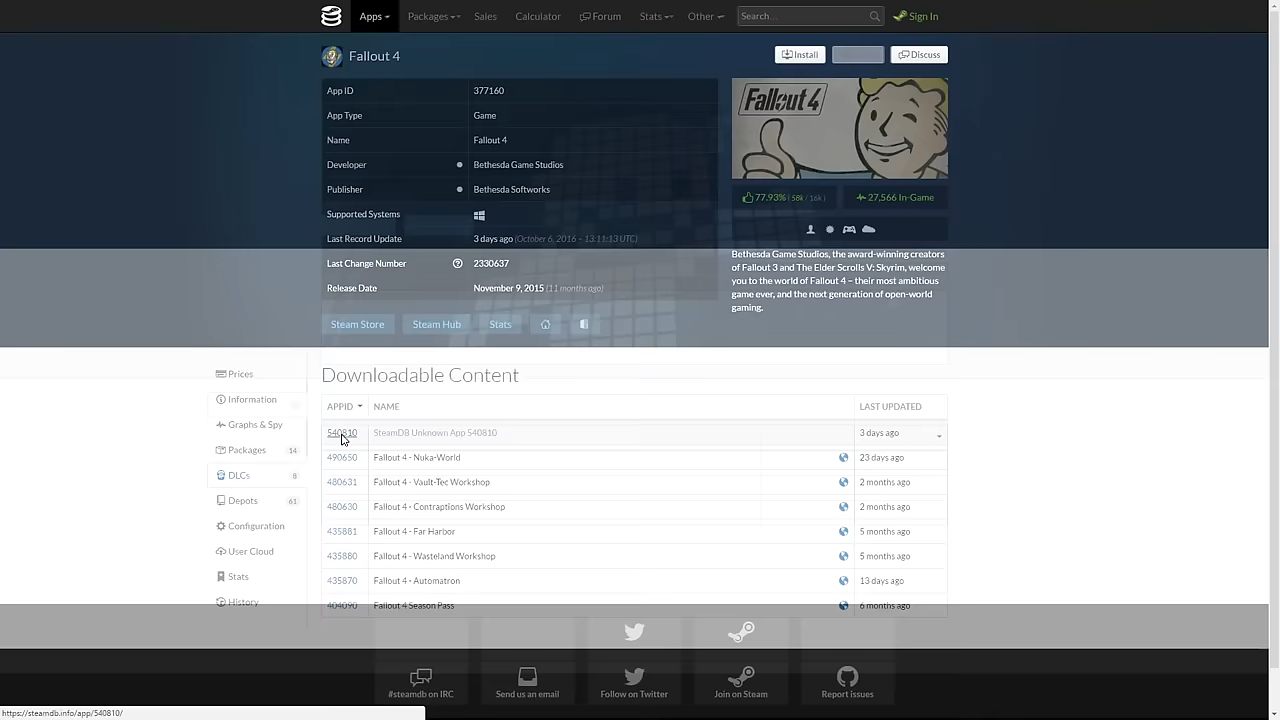 Apps Packages Sales Calculator Forum Stats Other Search... Sign In
Fallout 4 Install Discuss
App ID 377160
App Type Game
Name Fallout 4
Developer Bethesda Game Studios
Publisher Bethesda Softworks
Supported Systems
Last Record Update 3 days ago (October 6, 2016 – 13:11:13 UTC)
Last Change Number 2330637
Release Date November 9, 2015 (11 months ago)
Fallout 4
77.93% (58k / 16k) 27,566 In-Game
Bethesda Game Studios, the award-winning creators
of Fallout 3 and The Elder Scrolls V: Skyrim, welcome
you to the world of Fallout 4 – their most ambitious
game ever, and the next generation of open-world
gaming.
Steam Store Steam Hub Stats
Prices
Information
Graphs & Spy
Packages 14
DLCs 8
Depots 61
Configuration
User Cloud
Stats
History
Downloadable Content
APPID NAME LAST UPDATED
540810 SteamDB Unknown App 540810 3 days ago
490650 Fallout 4 - Nuka-World 23 days ago
480631 Fallout 4 - Vault-Tec Workshop 2 months ago
480630 Fallout 4 - Contraptions Workshop 2 months ago
435881 Fallout 4 - Far Harbor 5 months ago
435880 Fallout 4 - Wasteland Workshop 5 months ago
435870 Fallout 4 - Automatron 13 days ago
404090 Fallout 4 Season Pass 6 months ago
#steamdb on IRC Send us an email Follow on Twitter Join on Steam Report issues
https://steamdb.info/app/540810/